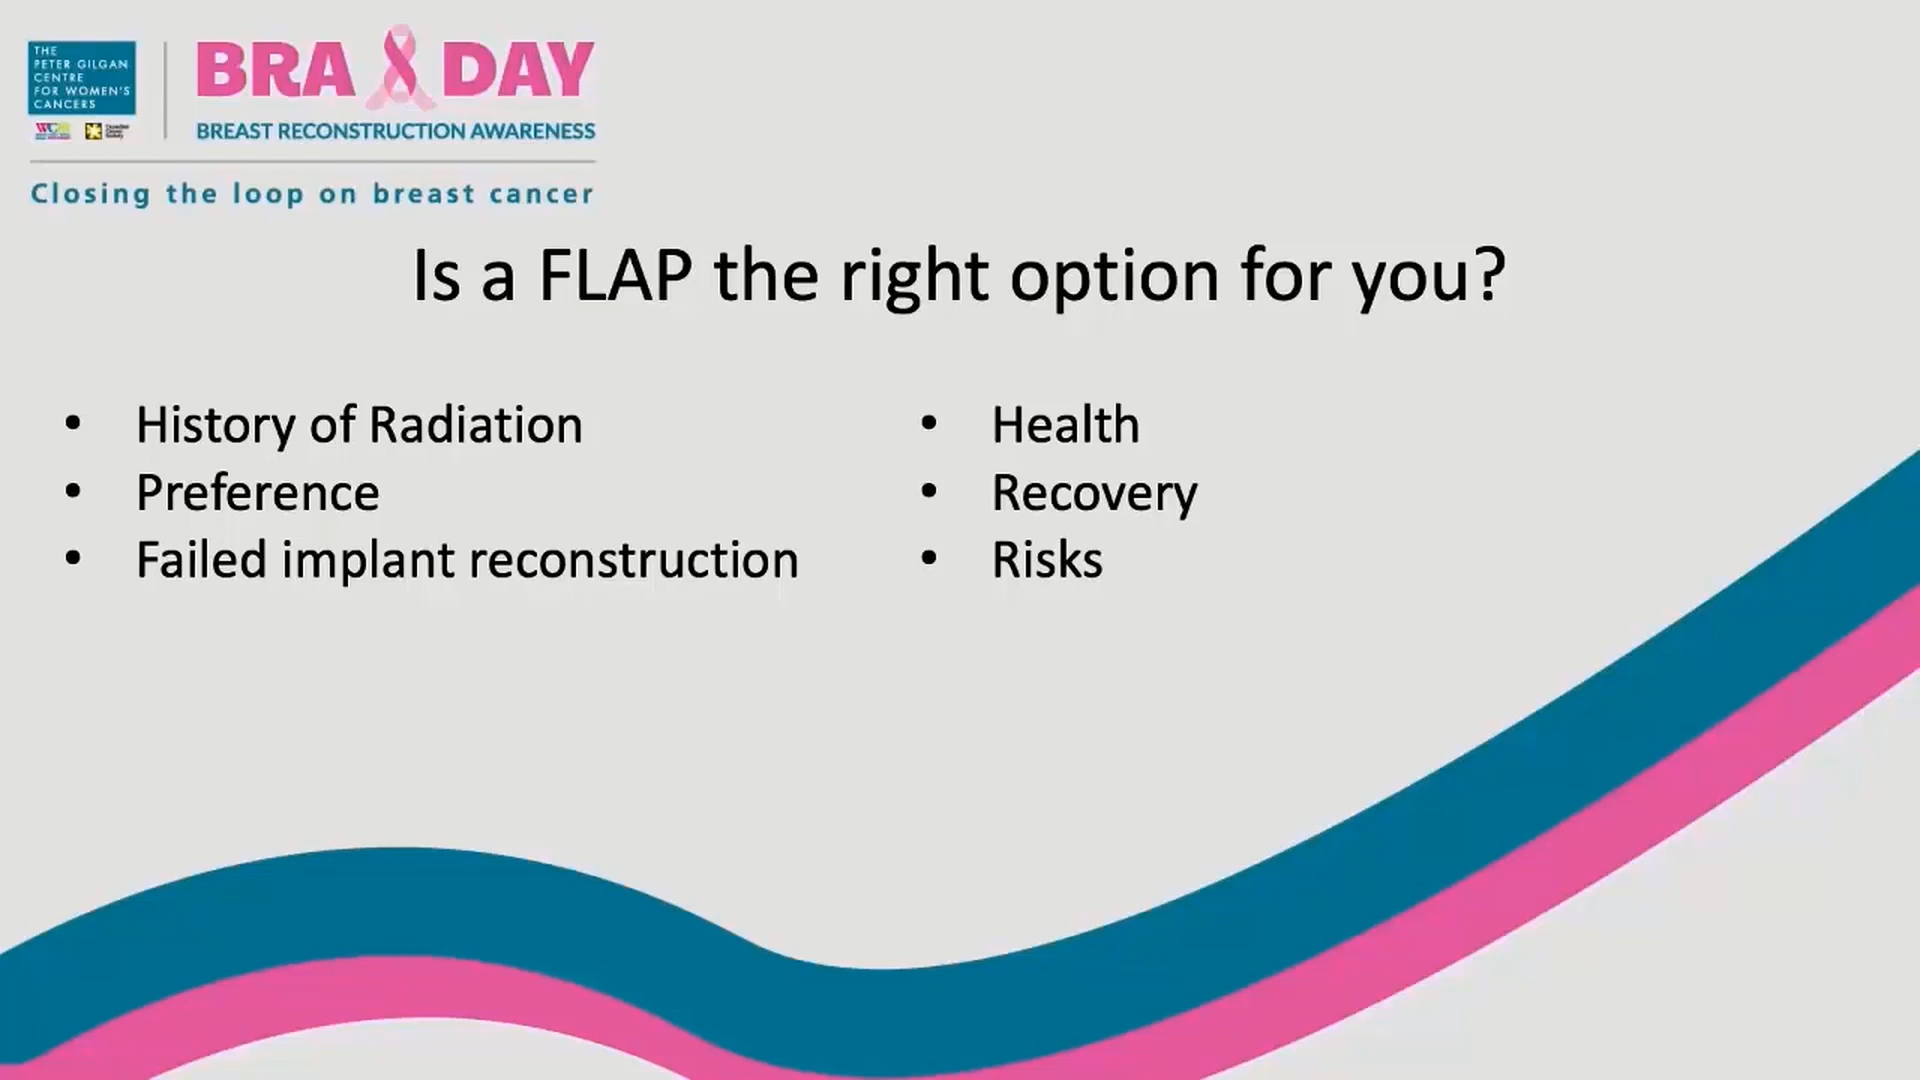 THE
PETER GILGAN
CENTRE
FOR WOMEN'S
CANCERS
BRA DAY
BREAST RECONSTRUCTION AWARENESS
Closing the loop on breast cancer
Is a FLAP the right option for you?
• History of Radiation
• Preference
• Failed implant reconstruction
• Health
• Recovery
• Risks